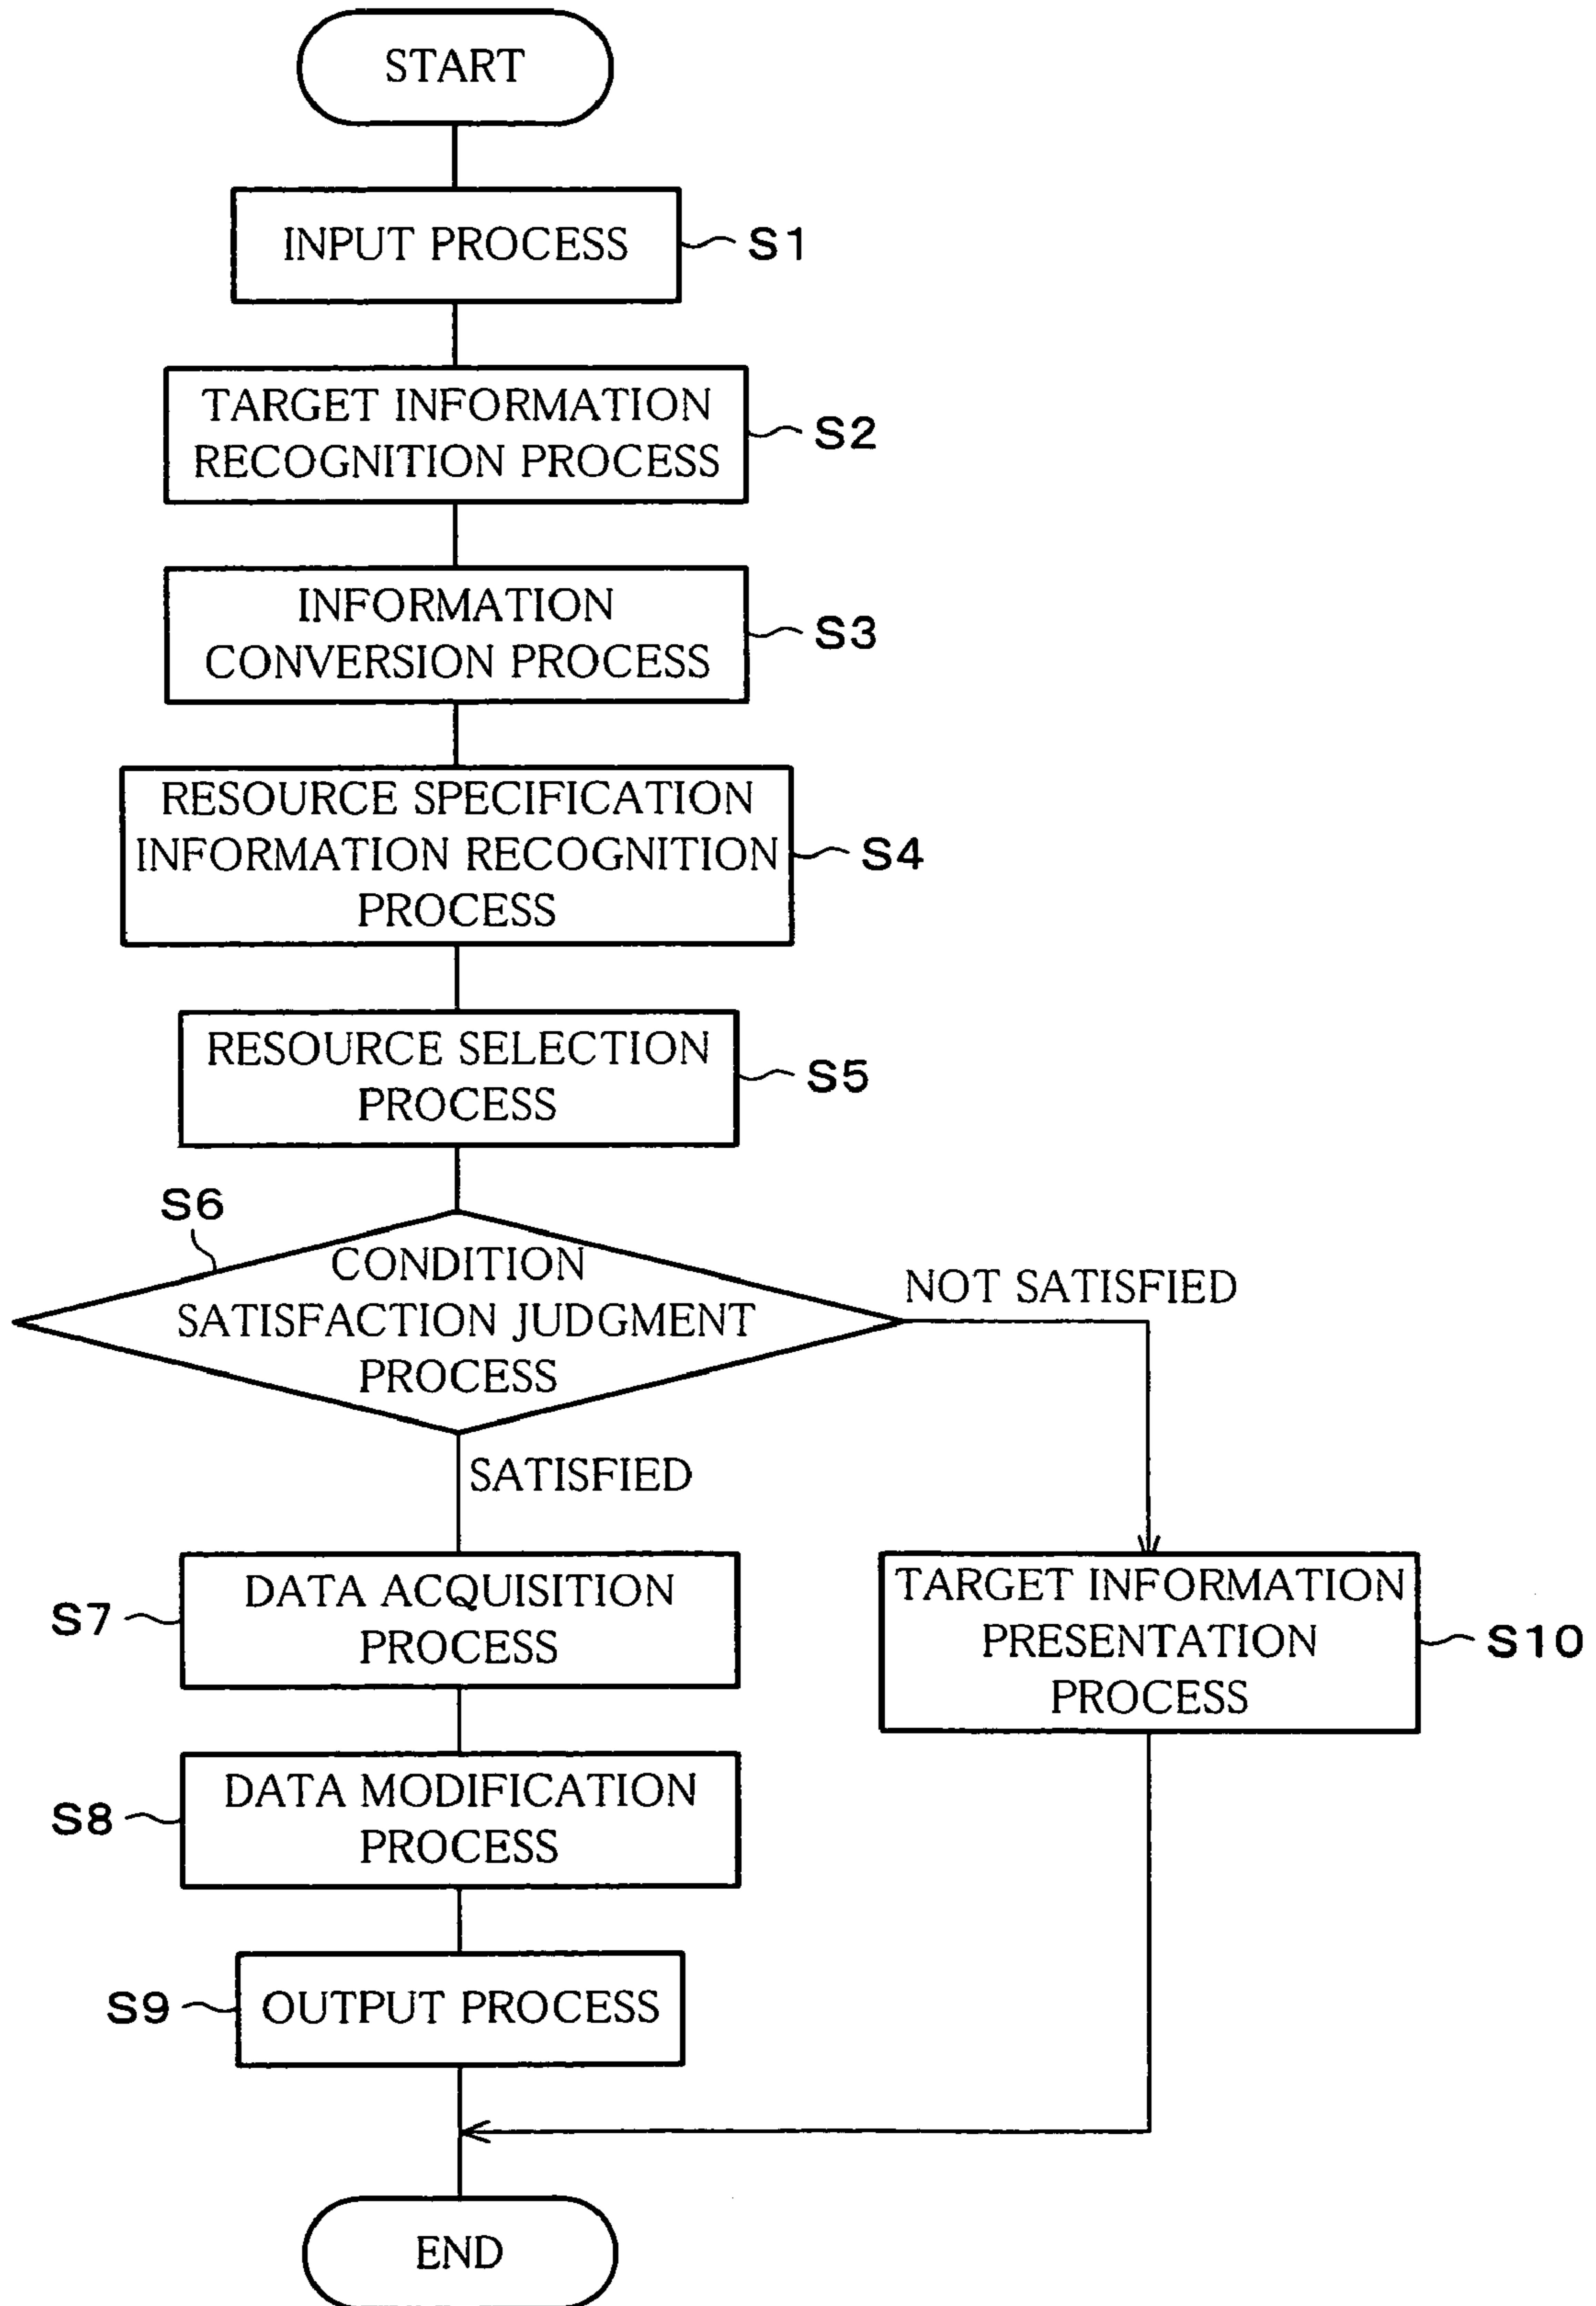 START
INPUT PROCESS
S1
TARGET INFORMATION
RECOGNITION PROCESS
S2
INFORMATION
CONVERSION PROCESS
S3
RESOURCE SPECIFICATION
INFORMATION RECOGNITION
PROCESS
S4
RESOURCE SELECTION
PROCESS
S5
S6
CONDITION
SATISFACTION JUDGMENT
PROCESS
NOT SATISFIED
SATISFIED
S7
DATA ACQUISITION
PROCESS
TARGET INFORMATION
PRESENTATION
PROCESS
S10
S8
DATA MODIFICATION
PROCESS
S9
OUTPUT PROCESS
END